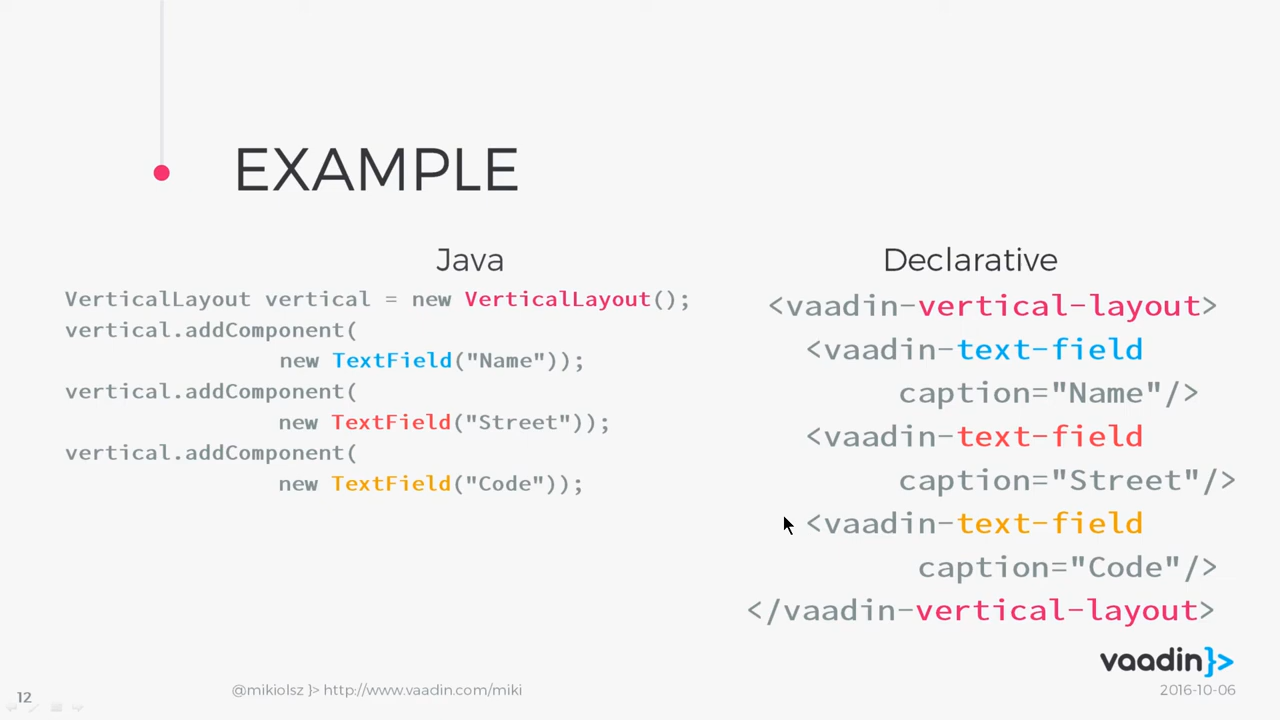 EXAMPLE
Java
VerticalLayout vertical = new VerticalLayout();
vertical.addComponent(
new TextField("Name"));
vertical.addComponent(
new TextField("Street"));
vertical.addComponent(
new TextField("Code"));
Declarative
<vaadin-vertical-layout>
<vaadin-text-field
caption="Name"/>
<vaadin-text-field
caption="Street"/>
<vaadin-text-field
caption="Code"/>
</vaadin-vertical-layout>
vaadin}>
12
@mikiolsz }> http://www.vaadin.com/miki
2016-10-06